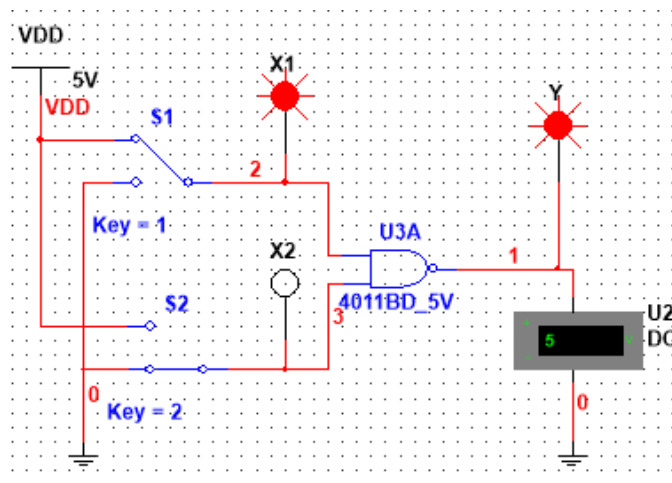 VDD
5V
VDD
S1
X1
Y
2
Key = 1
U3A
X2
1
4011BD_5V
S2
3
U2
5
DC
0
Key = 2
0